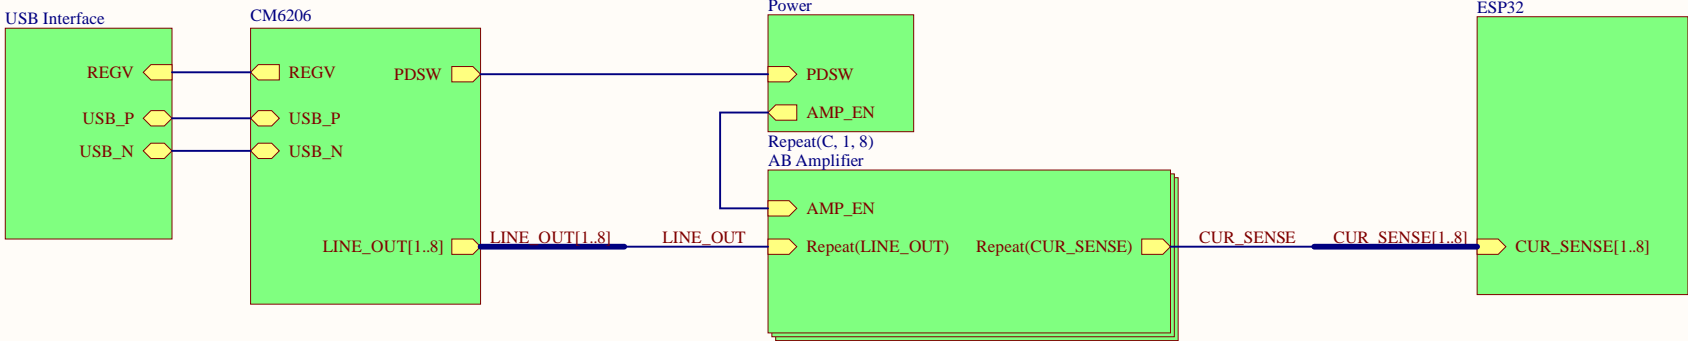 USB Interface
REGV
USB_P
USB_N
CM6206
REGV
USB_P
USB_N
PDSW
LINE_OUT[1..8]
LINE_OUT[1..8]
LINE_OUT
Power
PDSW
AMP_EN
Repeat(C, 1, 8)
AB Amplifier
AMP_EN
Repeat(LINE_OUT)
Repeat(CUR_SENSE)
CUR_SENSE
CUR_SENSE[1..8]
ESP32
CUR_SENSE[1..8]